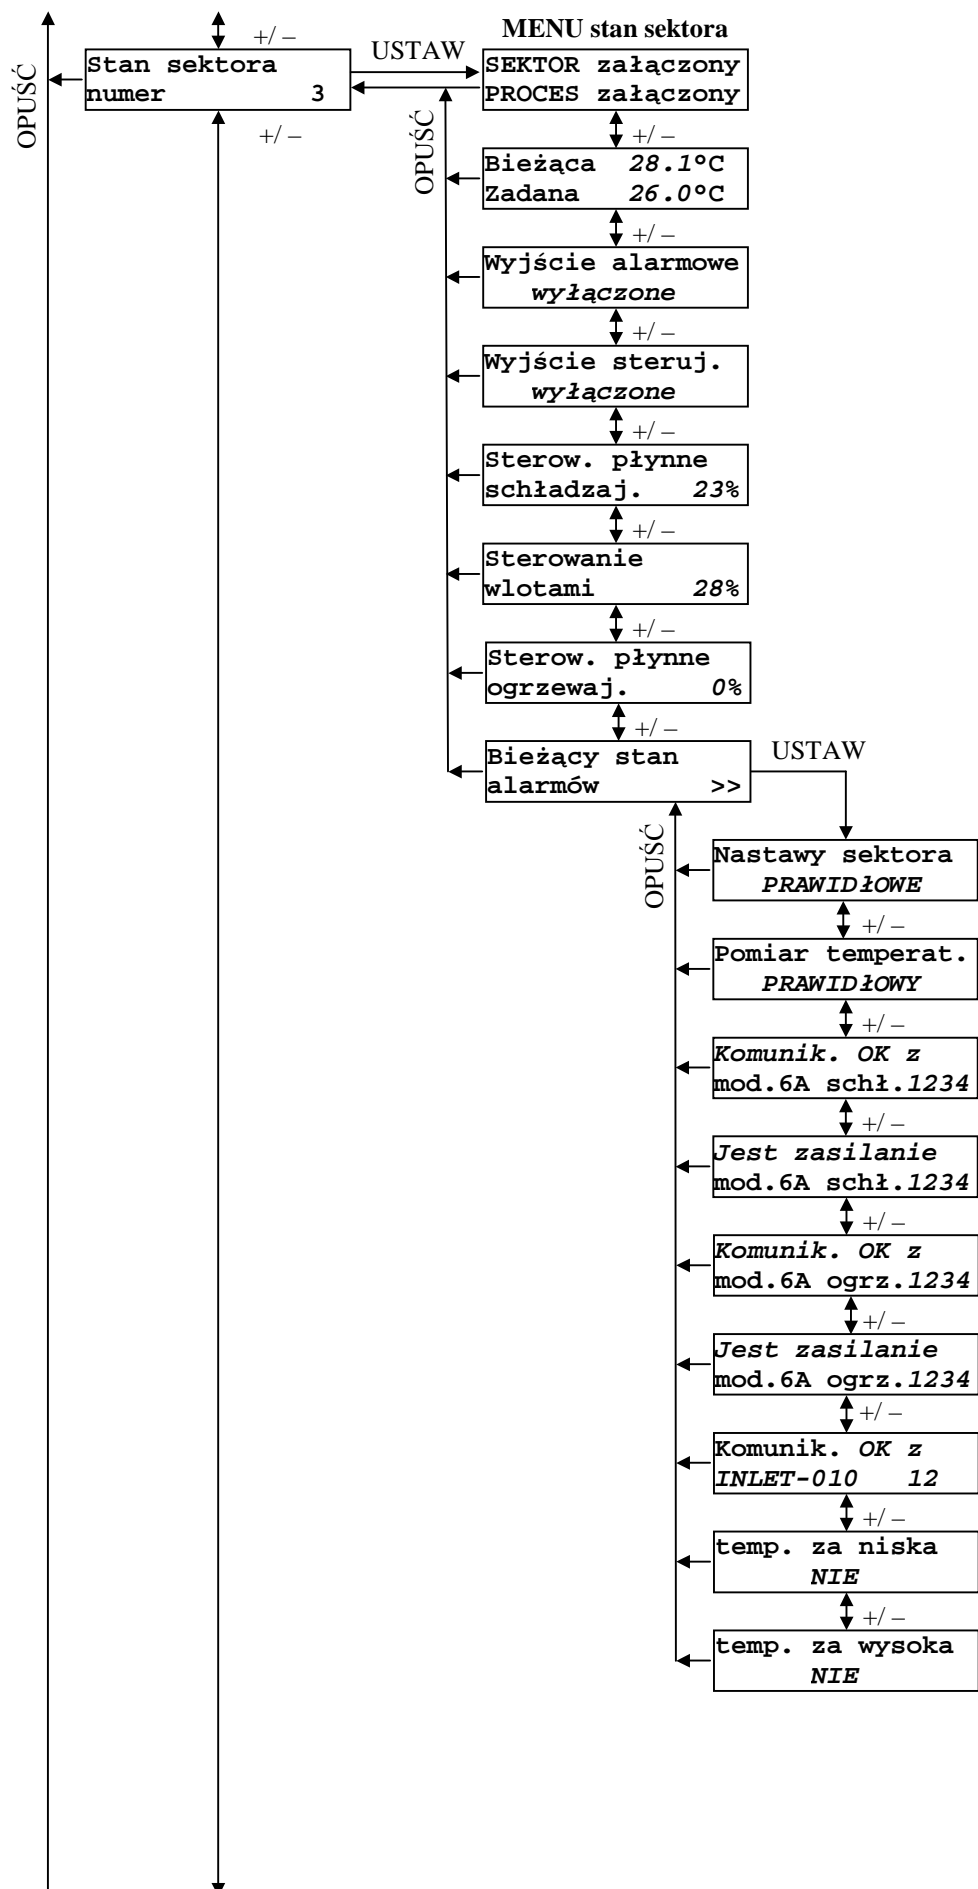 +/ –
MENU stan sektora
USTAW
OPUŚĆ
Stan sektora
numer 3
SEKTOR załączony
PROCES załączony
+/ –
OPUŚĆ
+/ –
Bieżąca 28.1°C
Zadana 26.0°C
+/ –
Wyjście alarmowe
wyłączone
+/ –
Wyjście steruj.
wyłączone
+/ –
Sterow. płynne
schładzaj. 23%
+/ –
Sterowanie
wlotami 28%
+/ –
Sterow. płynne
ogrzewaj. 0%
+/ –
Bieżący stan
alarmów >>
USTAW
OPUŚĆ
Nastawy sektora
PRAWIDŁOWE
+/ –
Pomiar temperat.
PRAWIDŁOWY
+/ –
Komunik. OK z
mod.6A schł.1234
+/ –
Jest zasilanie
mod.6A schł.1234
+/ –
Komunik. OK z
mod.6A ogrz.1234
+/ –
Jest zasilanie
mod.6A ogrz.1234
+/ –
Komunik. OK z
INLET-010 12
+/ –
temp. za niska
NIE
+/ –
temp. za wysoka
NIE